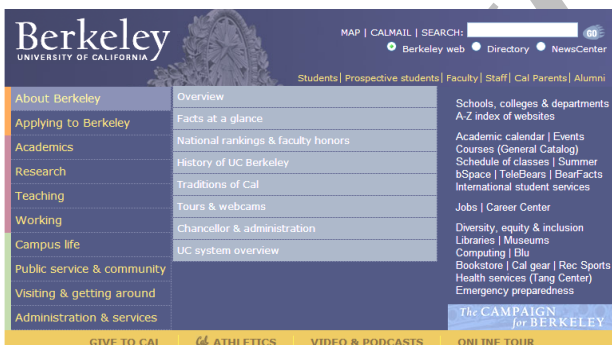 Berkeley
UNIVERSITY OF CALIFORNIA
MAP | CALMAIL | SEARCH:
GO
Berkeley web Directory NewsCenter
Students | Prospective students | Faculty | Staff | Cal Parents | Alumni
About Berkeley
Applying to Berkeley
Academics
Research
Teaching
Working
Campus life
Public service & community
Visiting & getting around
Administration & services
Overview
Facts at a glance
National rankings & faculty honors
History of UC Berkeley
Traditions of Cal
Tours & webcams
Chancellor & administration
UC system overview
Schools, colleges & departments
A-Z index of websites
Academic calendar | Events
Courses (General Catalog)
Schedule of classes | Summer
bSpace | TeleBears | BearFacts
International student services
Jobs | Career Center
Diversity, equity & inclusion
Libraries | Museums
Computing | Blu
Bookstore | Cal gear | Rec Sports
Health services (Tang Center)
Emergency preparedness
The CAMPAIGN
for BERKELEY
GIVE TO CAL Cal ATHLETICS VIDEO & PODCASTS ONLINE TOUR